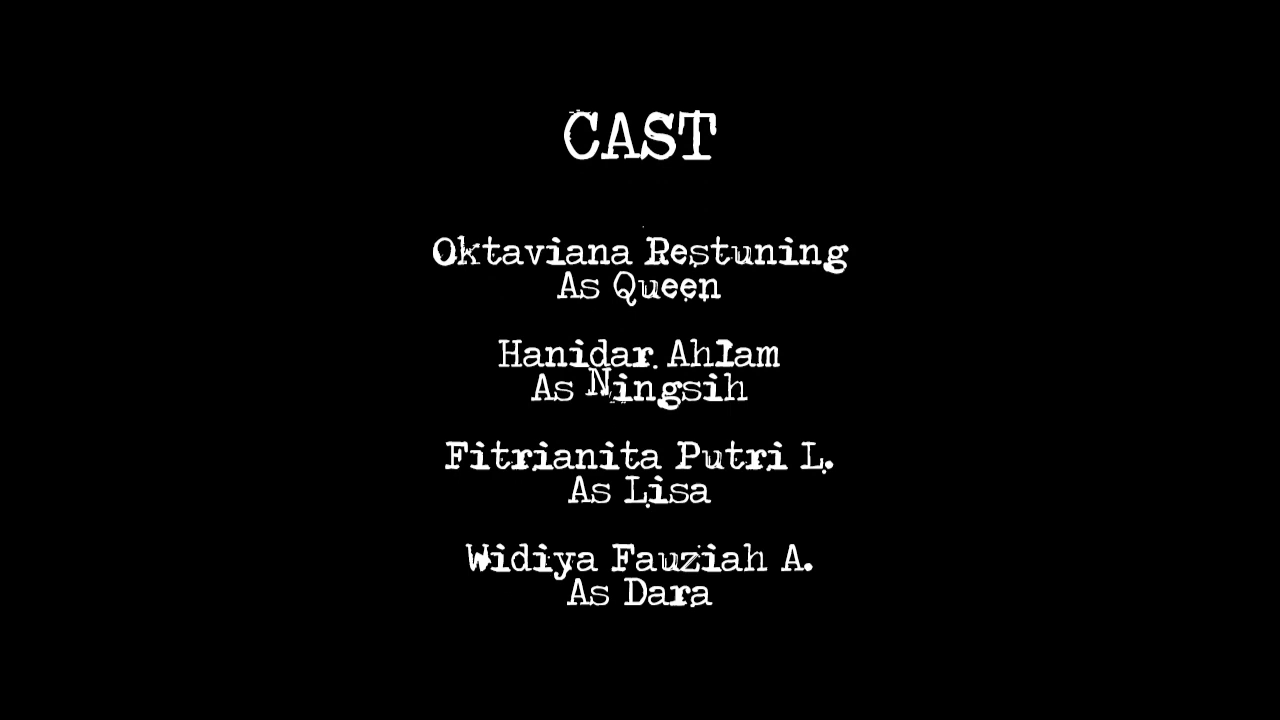 CAST
Oktaviana Restuning
As Queen
Hanidar Ahlam
As Ningsih
Fitrianita Putri L.
As Lisa
Widiya Fauziah A.
As Dara